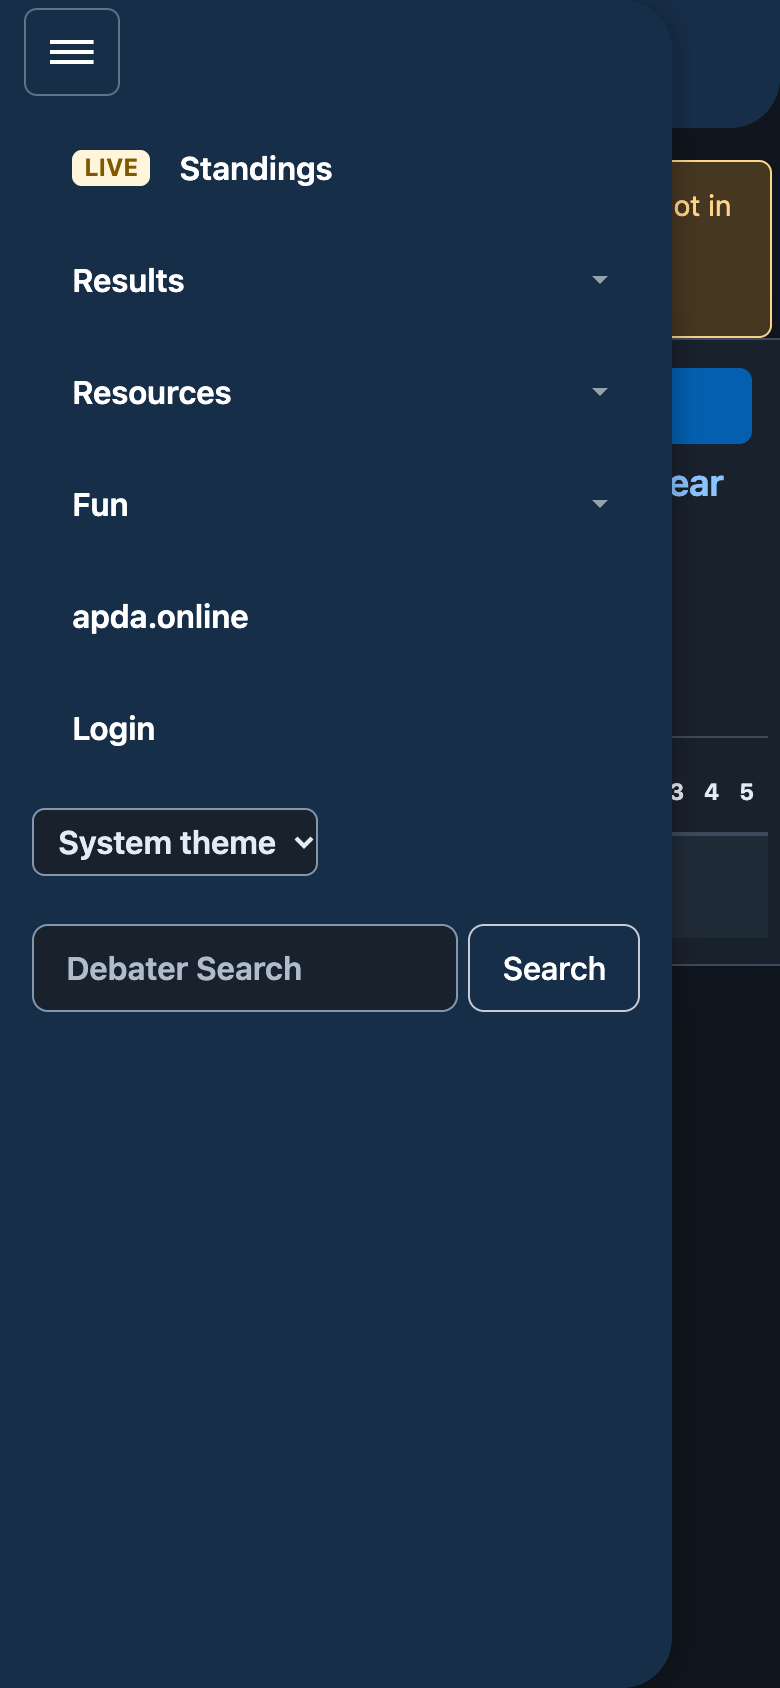 LIVE Standings
ot in
Results
Resources
ear
Fun
apda.online
Login
3 4 5
System theme
Debater Search Search